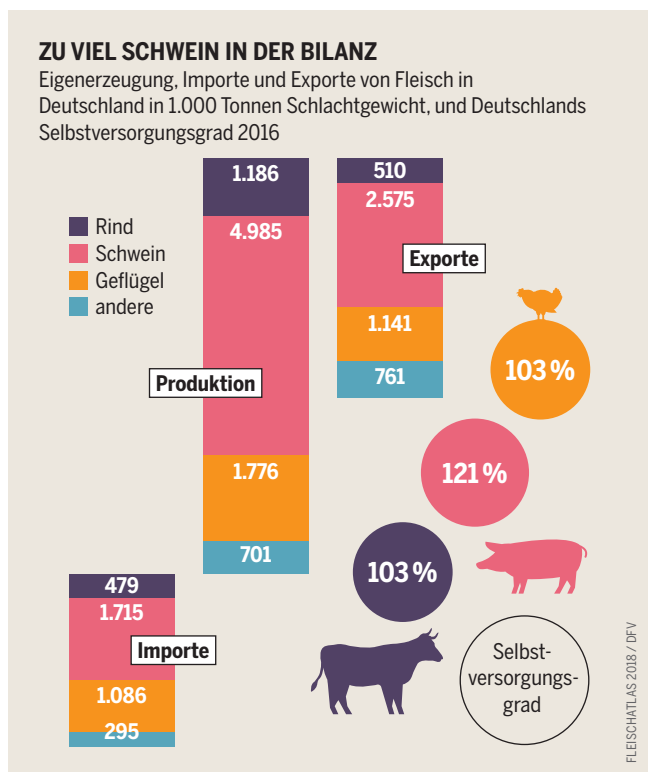 ZU VIEL SCHWEIN IN DER BILANZ
Eigenerzeugung, Importe und Exporte von Fleisch in
Deutschland in 1.000 Tonnen Schlachtgewicht, und Deutschlands
Selbstversorgungsgrad 2016
Rind
Schwein
Geflügel
andere
Produktion
1.186
4.985
1.776
701
Exporte
510
2.575
1.141
761
Importe
479
1.715
1.086
295
103 %
121 %
103 %
Selbst-
versorgungs-
grad
FLEISCHATLAS 2018 / DFV